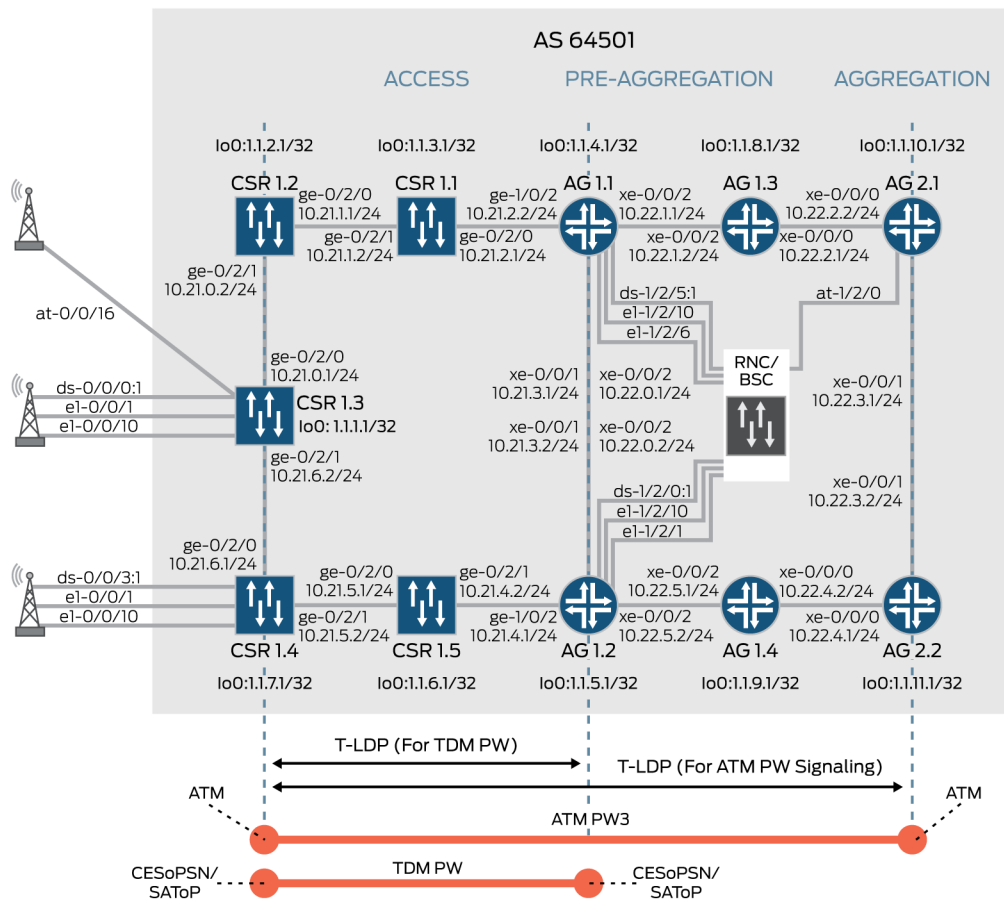 AS 64501
ACCESS
PRE-AGGREGATION
AGGREGATION
lo0:1.1.2.1/32
lo0:1.1.3.1/32
lo0:1.1.4.1/32
lo0:1.1.8.1/32
lo0:1.1.10.1/32
CSR 1.2
CSR 1.1
AG 1.1
AG 1.3
AG 2.1
ge-0/2/0
10.21.1.1/24
ge-1/0/2
10.21.2.2/24
xe-0/0/2
10.22.1.1/24
xe-0/0/0
10.22.2.2/24
ge-0/2/1
10.21.1.2/24
ge-0/2/0
10.21.2.1/24
xe-0/0/2
10.22.1.2/24
xe-0/0/0
10.22.2.1/24
ge-0/2/1
10.21.0.2/24
at-0/0/16
ds-1/2/5:1
e1-1/2/10
e1-1/2/6
at-1/2/0
RNC/
BSC
ge-0/2/0
10.21.0.1/24
xe-0/0/1
10.21.3.1/24
xe-0/0/2
10.22.0.1/24
xe-0/0/1
10.22.3.1/24
ds-0/0/0:1
e1-0/0/1
e1-0/0/10
CSR 1.3
lo0: 1.1.1.1/32
xe-0/0/1
10.21.3.2/24
xe-0/0/2
10.22.0.2/24
ge-0/2/1
10.21.6.2/24
xe-0/0/1
10.22.3.2/24
ds-1/2/0:1
e1-1/2/10
e1-1/2/1
ge-0/2/0
10.21.6.1/24
ds-0/0/3:1
e1-0/0/1
e1-0/0/10
ge-0/2/0
10.21.5.1/24
ge-0/2/1
10.21.4.2/24
xe-0/0/2
10.22.5.1/24
xe-0/0/0
10.22.4.2/24
ge-0/2/1
10.21.5.2/24
ge-1/0/2
10.21.4.1/24
xe-0/0/2
10.22.5.2/24
xe-0/0/0
10.22.4.1/24
CSR 1.4
CSR 1.5
AG 1.2
AG 1.4
AG 2.2
lo0:1.1.7.1/32
lo0:1.1.6.1/32
lo0:1.1.5.1/32
lo0:1.1.9.1/32
lo0:1.1.11.1/32
T-LDP (For TDM PW)
T-LDP (For ATM PW Signaling)
ATM
ATM
ATM PW3
CESoPSN/
SAToP
TDM PW
CESoPSN/
SAToP